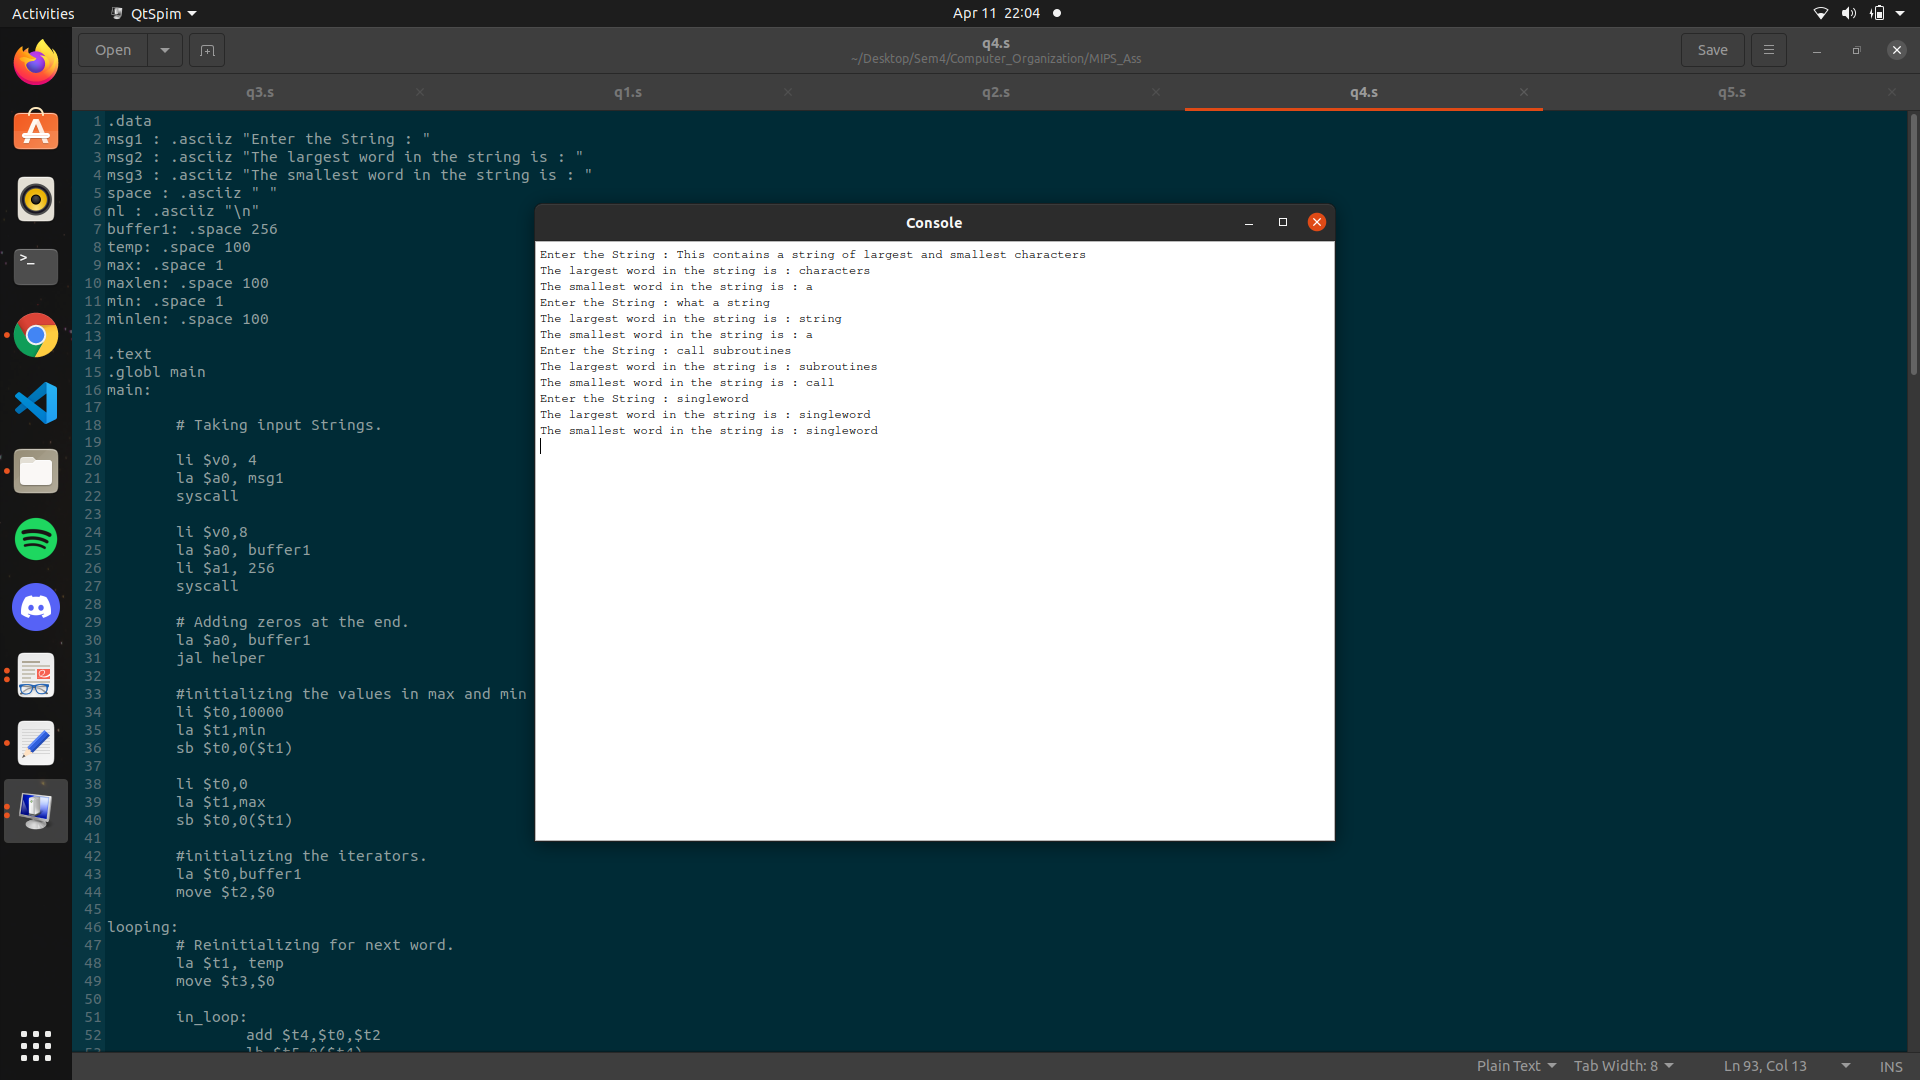 Activities
QtSpim
Apr 11 22:04
Open
q4.s
~/Desktop/Sem4/Computer_Organization/MIPS_Ass
Save
q3.s
q1.s
q2.s
q4.s
q5.s
1 .data
2 msg1 : .asciiz "Enter the String : "
3 msg2 : .asciiz "The largest word in the string is : "
4 msg3 : .asciiz "The smallest word in the string is : "
5 space : .asciiz " "
6 nl : .asciiz "\n"
7 buffer1: .space 256
8 temp: .space 100
9 max: .space 1
10 maxlen: .space 100
11 min: .space 1
12 minlen: .space 100
13
14 .text
15 .globl main
16 main:
17
18 # Taking input Strings.
19
20 li $v0, 4
21 la $a0, msg1
22 syscall
23
24 li $v0,8
25 la $a0, buffer1
26 li $a1, 256
27 syscall
28
29 # Adding zeros at the end.
30 la $a0, buffer1
31 jal helper
32
33 #initializing the values in max and min
34 li $t0,10000
35 la $t1,min
36 sb $t0,0($t1)
37
38 li $t0,0
39 la $t1,max
40 sb $t0,0($t1)
41
42 #initializing the iterators.
43 la $t0,buffer1
44 move $t2,$0
45
46 looping:
47 # Reinitializing for next word.
48 la $t1, temp
49 move $t3,$0
50
51 in_loop:
52 add $t4,$t0,$t2
53 lb $t5,0($t4)
Console
Enter the String : This contains a string of largest and smallest characters
The largest word in the string is : characters
The smallest word in the string is : a
Enter the String : what a string
The largest word in the string is : string
The smallest word in the string is : a
Enter the String : call subroutines
The largest word in the string is : subroutines
The smallest word in the string is : call
Enter the String : singleword
The largest word in the string is : singleword
The smallest word in the string is : singleword
Plain Text
Tab Width: 8
Ln 93, Col 13
INS